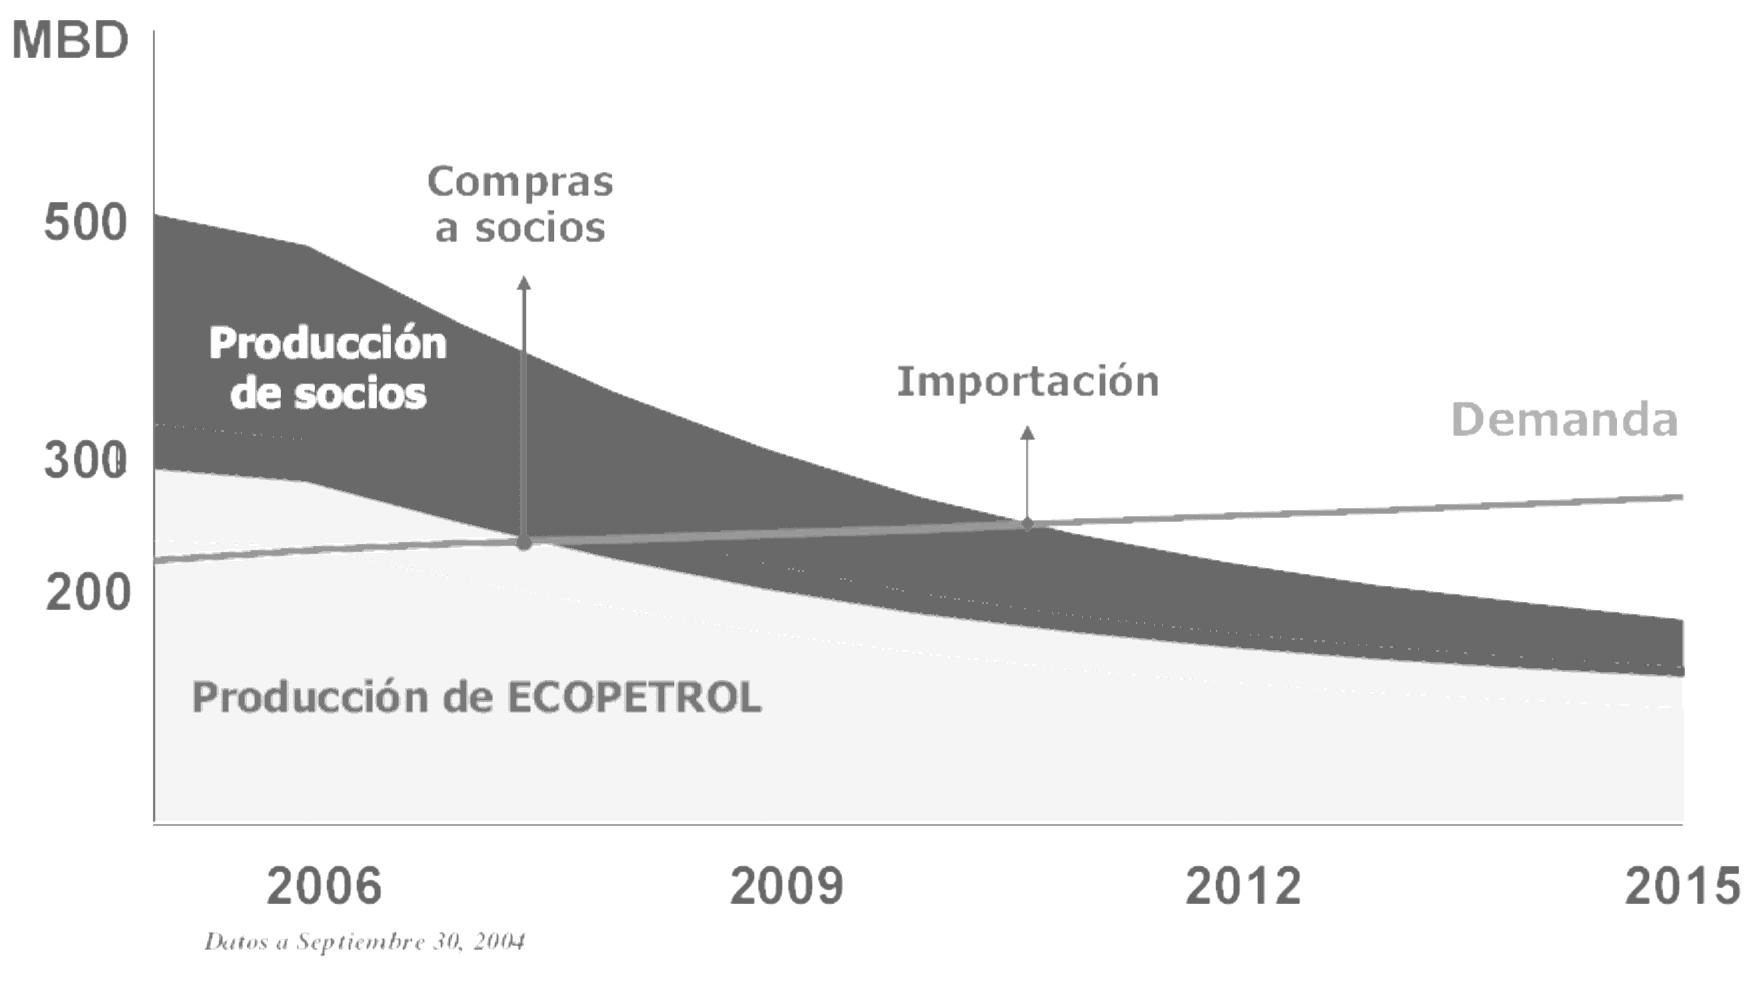 MBD
500
300
200
Compras
a socios
Producción
de socios
Importación
Demanda
Producción de ECOPETROL
2006
2009
2012
2015
Datos a Septiembre 30, 2004